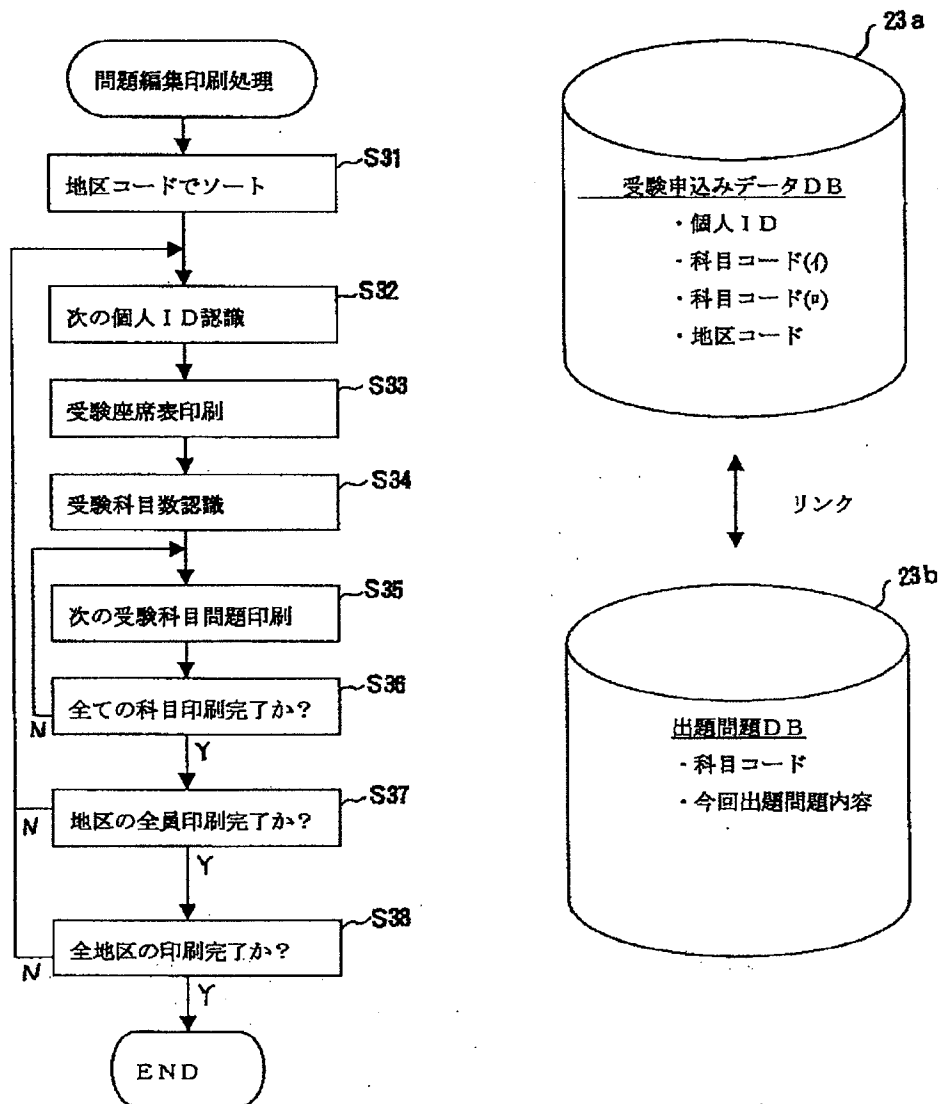 問題編集印刷処理
S31
地区コードでソート
S32
次の個人ID認識
S33
受験座席表印刷
S34
受験科目数認識
S35
次の受験科目問題印刷
S36
全ての科目印刷完了か?
N
Y
S37
地区の全員印刷完了か?
N
Y
S38
全地区の印刷完了か?
N
Y
END
23a
受験申込みデータDB
・個人ID
・科目コード(イ)
・科目コード(ロ)
・地区コード
リンク
23b
出題問題DB
・科目コード
・今回出題問題内容